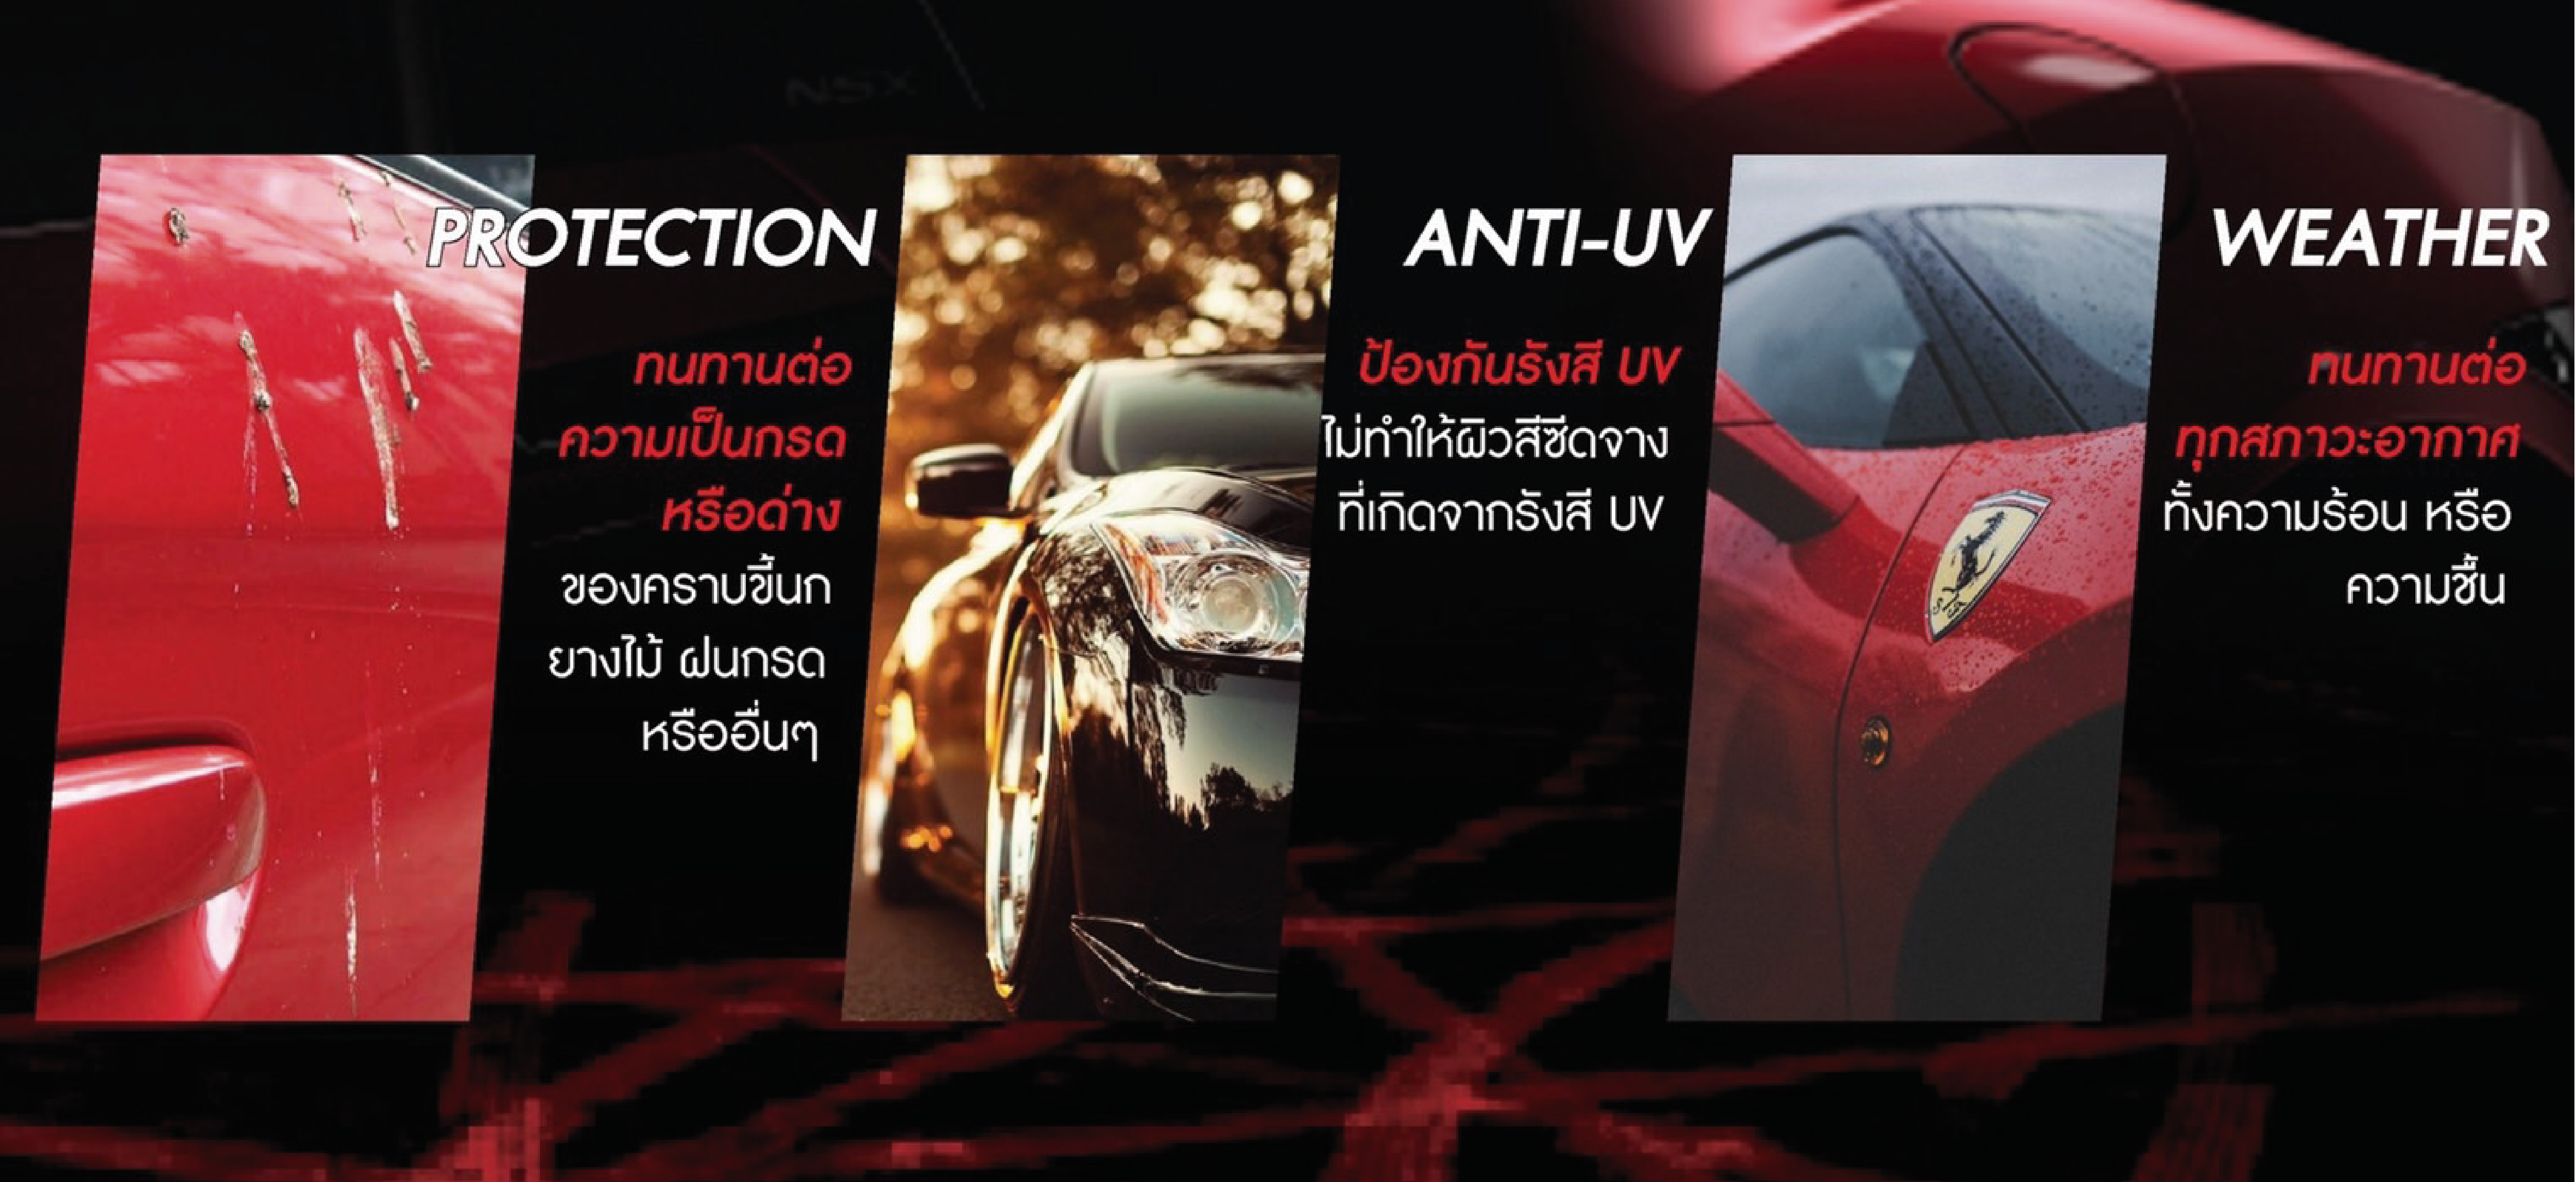 NSX
PROTECTION
ทนทานต่อ
ความเป็นกรด
หรือด่าง
ของคราบขี้นก
ยางไม้ ฝนกรด
หรืออื่นๆ
ANTI-UV
ป้องกันรังสี UV
ไม่ทำให้ผิวสีซีดจาง
ที่เกิดจากรังสี UV
WEATHER
ทนทานต่อ
ทุกสภาวะอากาศ
ทั้งความร้อน หรือ
ความชื้น
S F